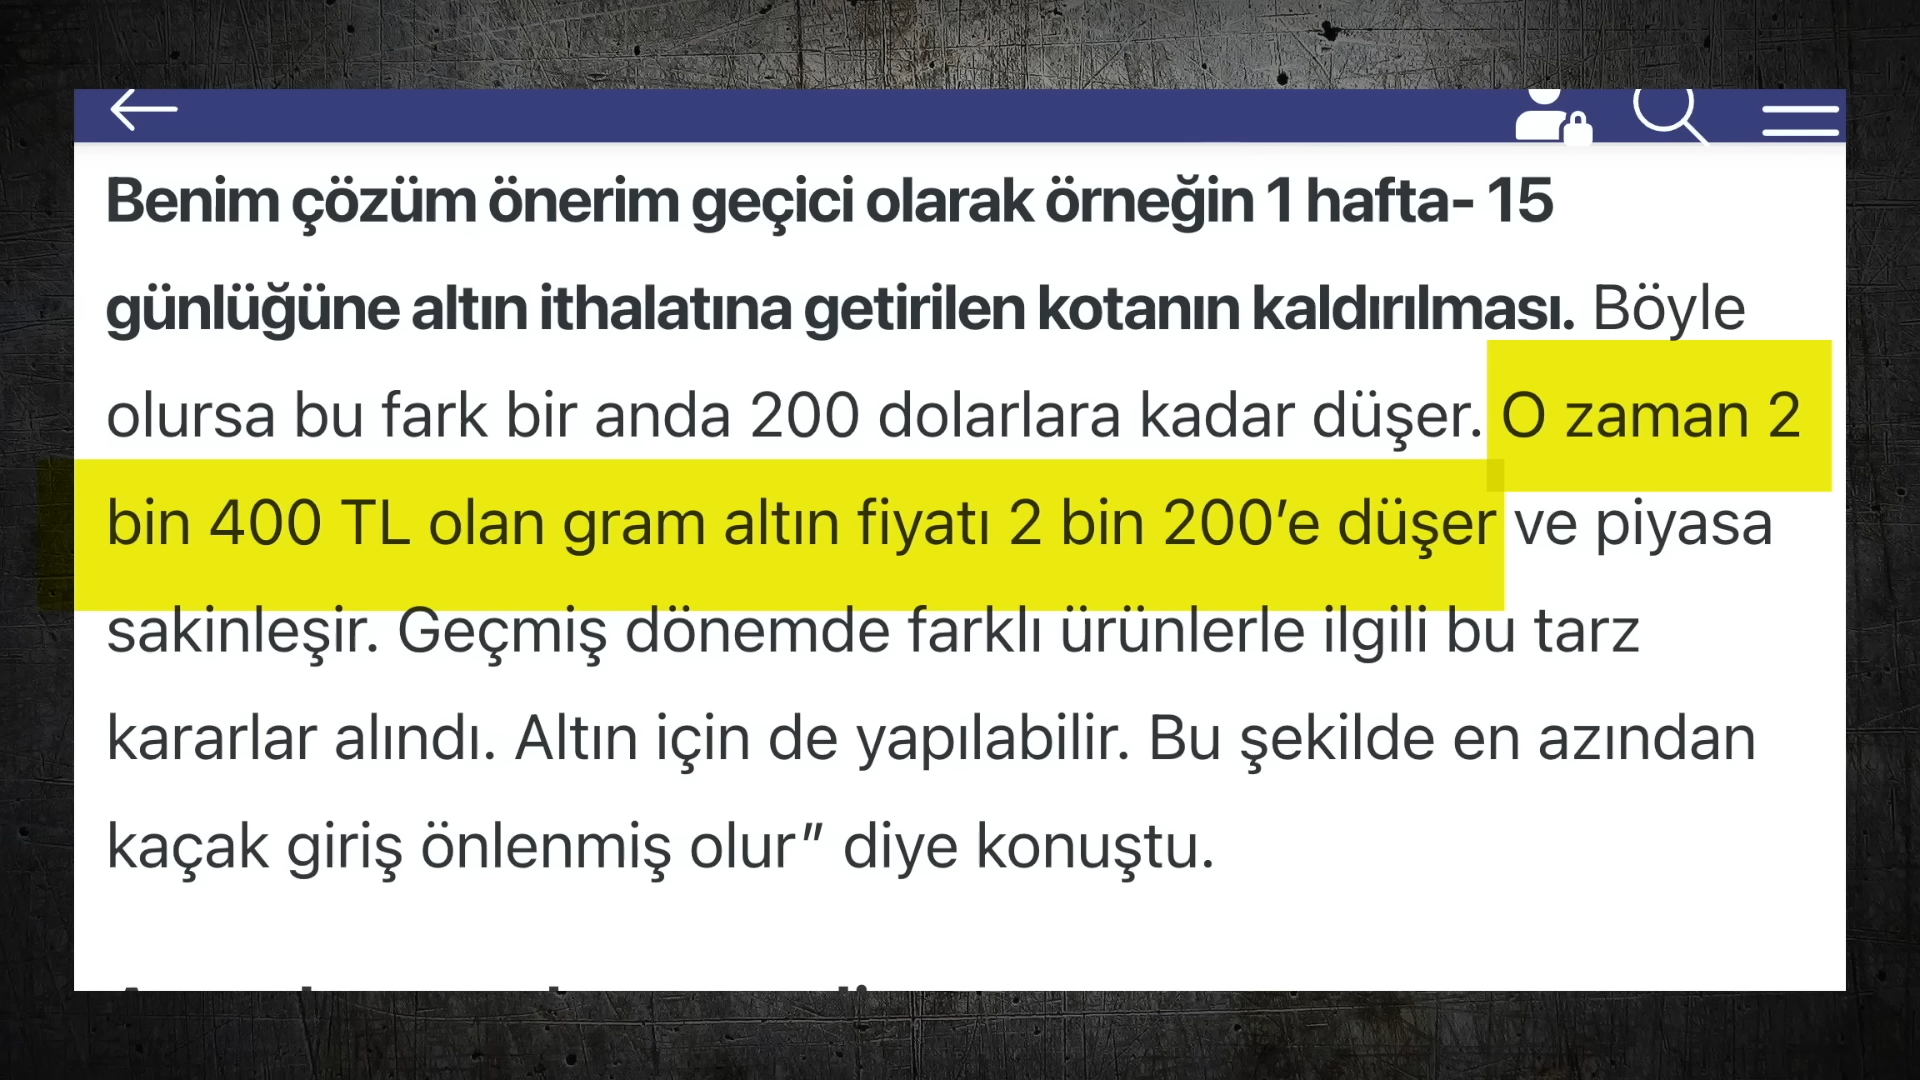 Benim çözüm önerim geçici olarak örneğin 1 hafta- 15
günlüğüne altın ithalatına getirilen kotanın kaldırılması. Böyle
olursa bu fark bir anda 200 dolarlara kadar düşer. O zaman 2
bin 400 TL olan gram altın fiyatı 2 bin 200’e düşer ve piyasa
sakinleşir. Geçmiş dönemde farklı ürünlerle ilgili bu tarz
kararlar alındı. Altın için de yapılabilir. Bu şekilde en azından
kaçak giriş önlenmiş olur” diye konuştu.